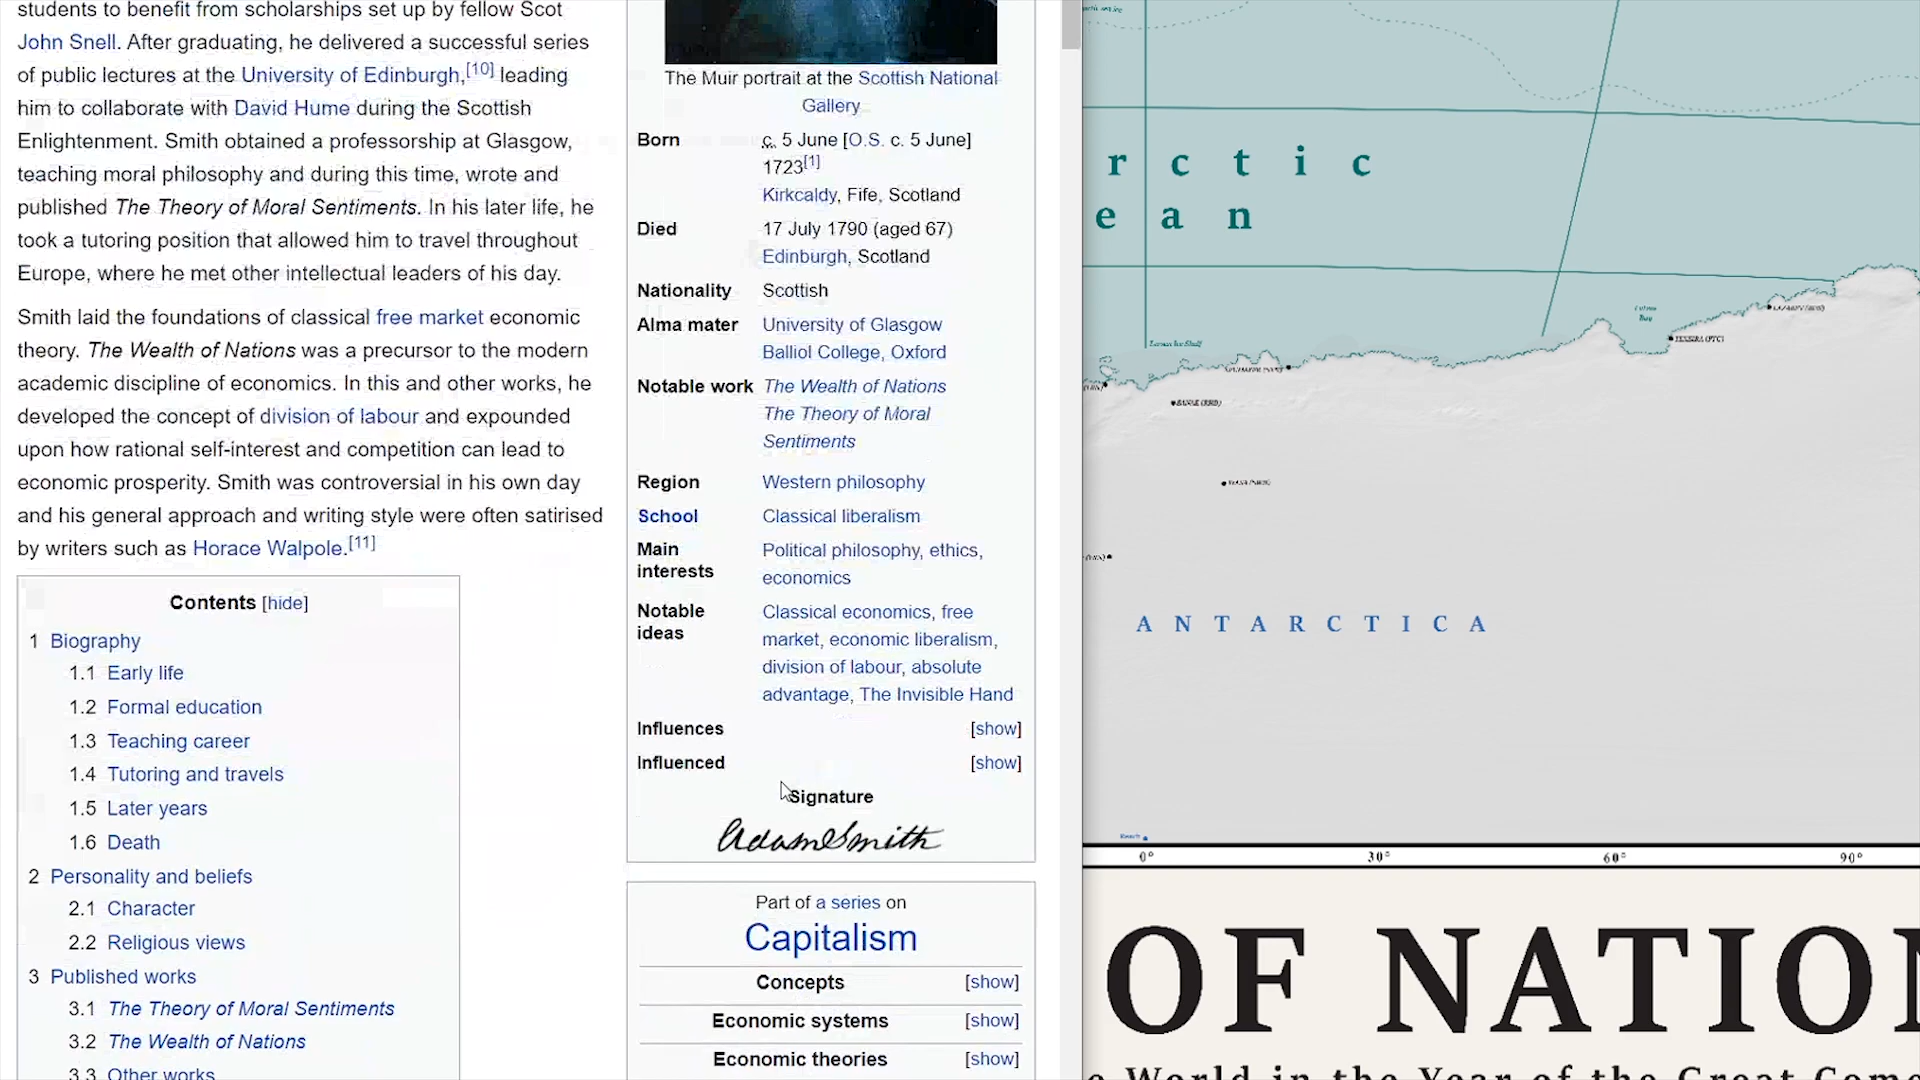 students to benefit from scholarships set up by fellow Scot
John Snell. After graduating, he delivered a successful series
of public lectures at the University of Edinburgh,[10] leading
him to collaborate with David Hume during the Scottish
Enlightenment. Smith obtained a professorship at Glasgow,
teaching moral philosophy and during this time, wrote and
published The Theory of Moral Sentiments. In his later life, he
took a tutoring position that allowed him to travel throughout
Europe, where he met other intellectual leaders of his day.
Smith laid the foundations of classical free market economic
theory. The Wealth of Nations was a precursor to the modern
academic discipline of economics. In this and other works, he
developed the concept of division of labour and expounded
upon how rational self-interest and competition can lead to
economic prosperity. Smith was controversial in his own day
and his general approach and writing style were often satirised
by writers such as Horace Walpole.[11]
Contents [hide]
1 Biography
1.1 Early life
1.2 Formal education
1.3 Teaching career
1.4 Tutoring and travels
1.5 Later years
1.6 Death
2 Personality and beliefs
2.1 Character
2.2 Religious views
3 Published works
3.1 The Theory of Moral Sentiments
3.2 The Wealth of Nations
3.3 Other works
The Muir portrait at the Scottish National
Gallery
Born c. 5 June [O.S. c. 5 June]
1723[1]
Kirkcaldy, Fife, Scotland
Died 17 July 1790 (aged 67)
Edinburgh, Scotland
Nationality Scottish
Alma mater University of Glasgow
Balliol College, Oxford
Notable work The Wealth of Nations
The Theory of Moral
Sentiments
Region Western philosophy
School Classical liberalism
Main interests Political philosophy, ethics,
economics
Notable ideas Classical economics, free
market, economic liberalism,
division of labour, absolute
advantage, The Invisible Hand
Influences [show]
Influenced [show]
Signature
Adam Smith
Part of a series on
Capitalism
Concepts [show]
Economic systems [show]
Economic theories [show]
r c t i c
e a n
Lazarev Ice Shelf
Bay
ANTARCTICA
0° 30° 60° 90°
OF NATION
e World in the Year of the Great Come